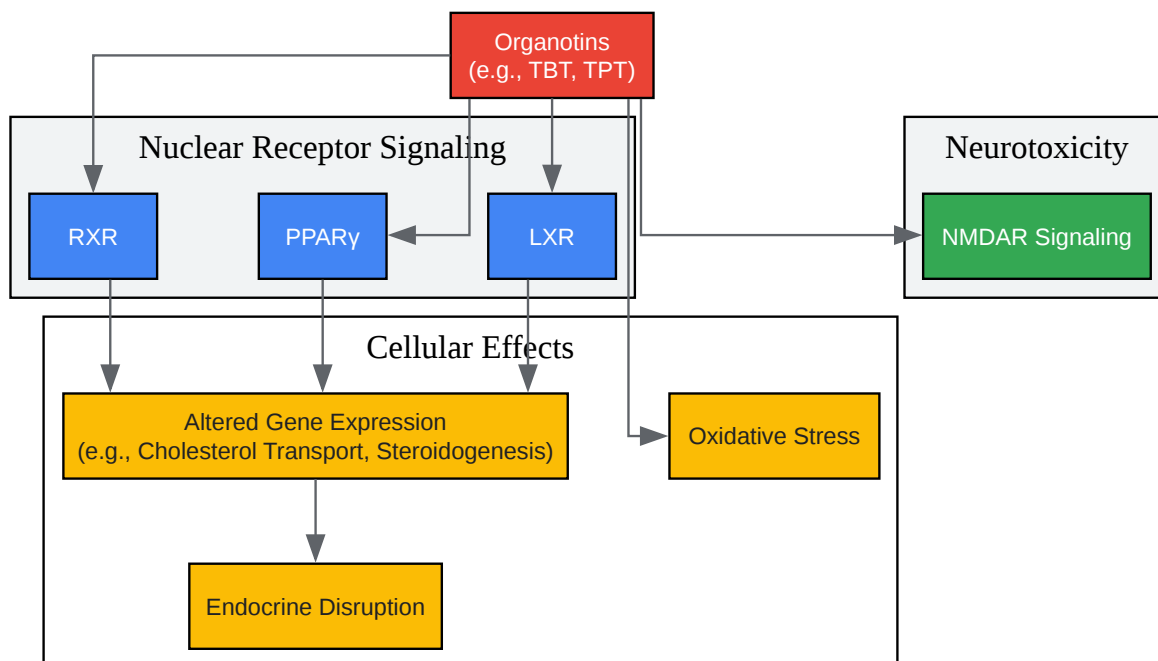 Organotins
(e.g., TBT, TPT)
Nuclear Receptor Signaling
Neurotoxicity
RXR
PPARγ
LXR
NMDAR Signaling
Cellular Effects
Altered Gene Expression
(e.g., Cholesterol Transport, Steroidogenesis)
Oxidative Stress
Endocrine Disruption